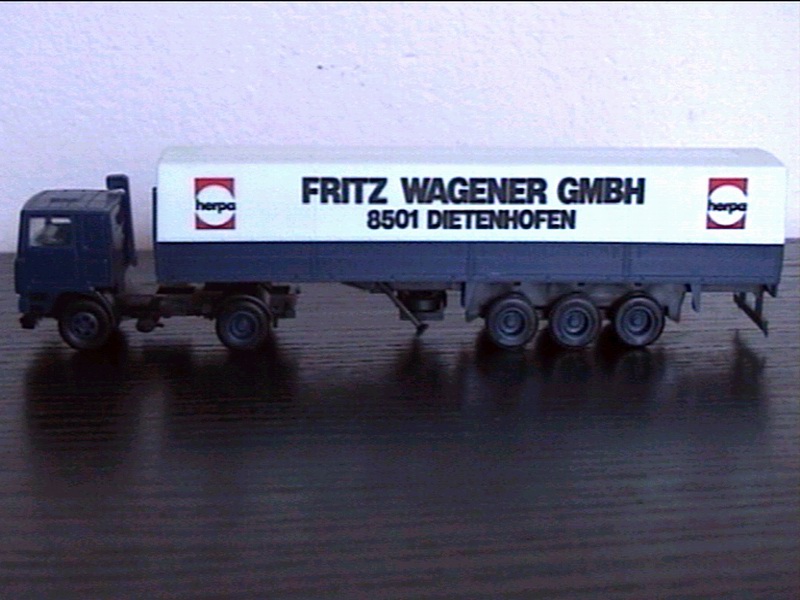 herpa
FRITZ WAGENER GMBH
8501 DIETENHOFEN
herpa